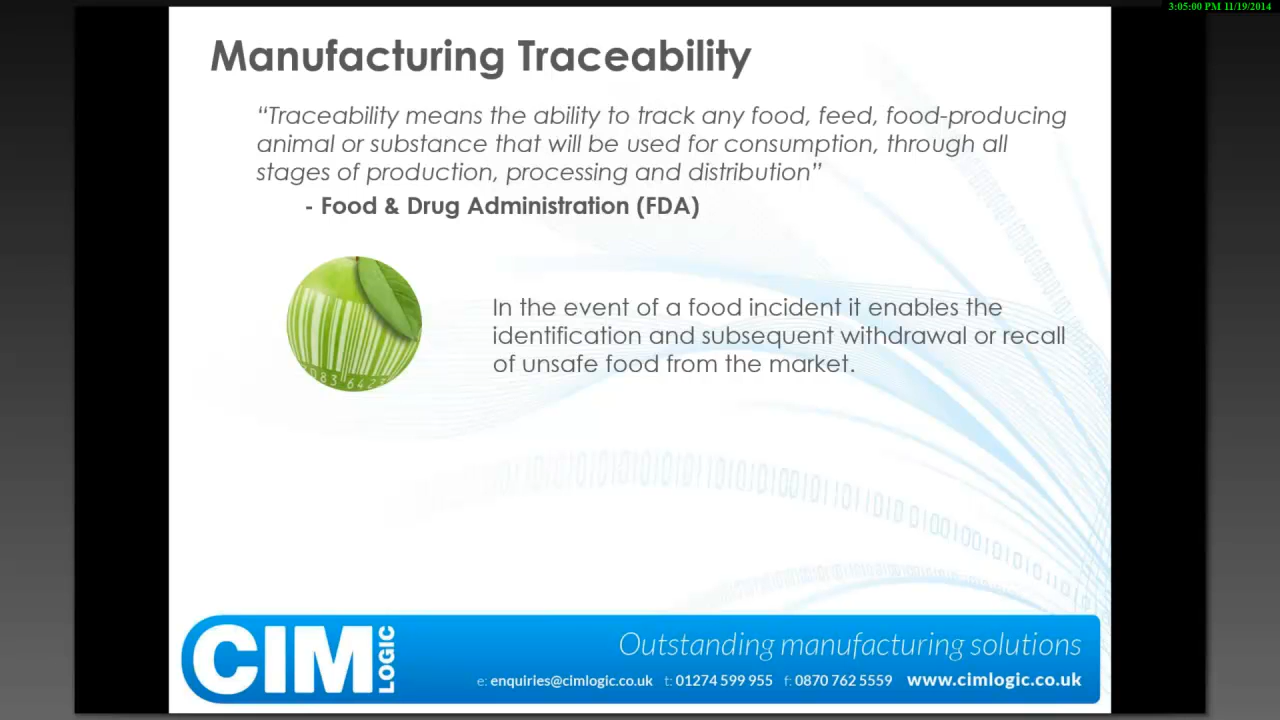 3:05:00 PM 11/19/2014
Manufacturing Traceability
“Traceability means the ability to track any food, feed, food-producing
animal or substance that will be used for consumption, through all
stages of production, processing and distribution”
- Food & Drug Administration (FDA)
In the event of a food incident it enables the
identification and subsequent withdrawal or recall
of unsafe food from the market.
CIM LOGIC
Outstanding manufacturing solutions
e: enquiries@cimlogic.co.uk t: 01274 599 955 f: 0870 762 5559 www.cimlogic.co.uk